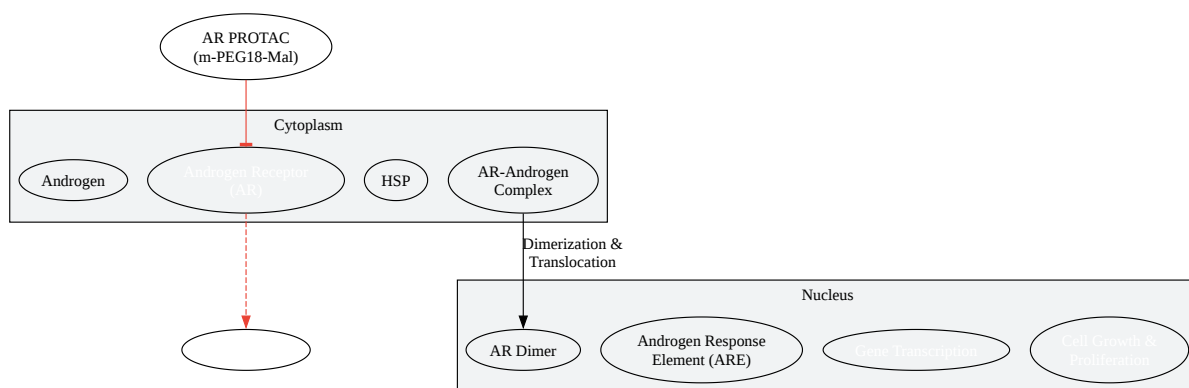 AR PROTAC
(m-PEG18-Mal)
Cytoplasm
Androgen
Androgen Receptor
(AR)
HSP
AR-Androgen
Complex
Dimerization &
Translocation
Nucleus
AR Dimer
Androgen Response
Element (ARE)
Gene Transcription
Cell Growth &
Proliferation